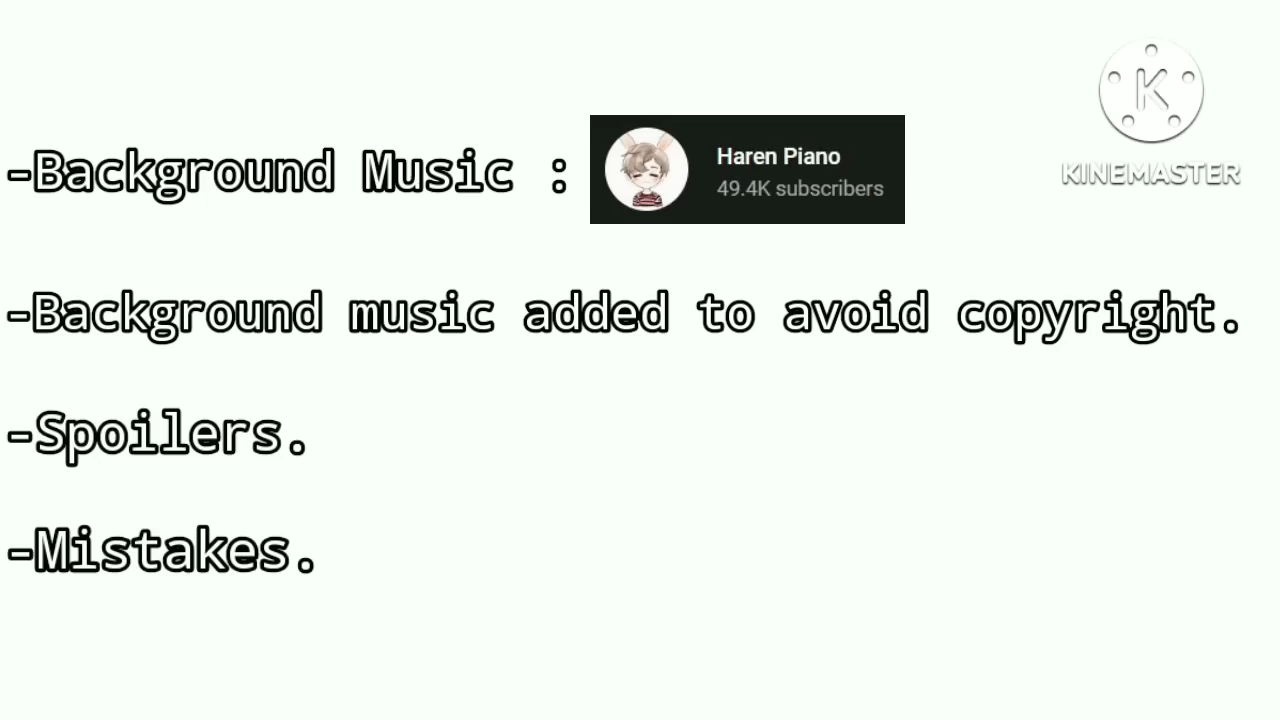 -Background Music :
Haren Piano
49.4K subscribers
K
KINEMASTER
-Background music added to avoid copyright.
-Spoilers.
-Mistakes.